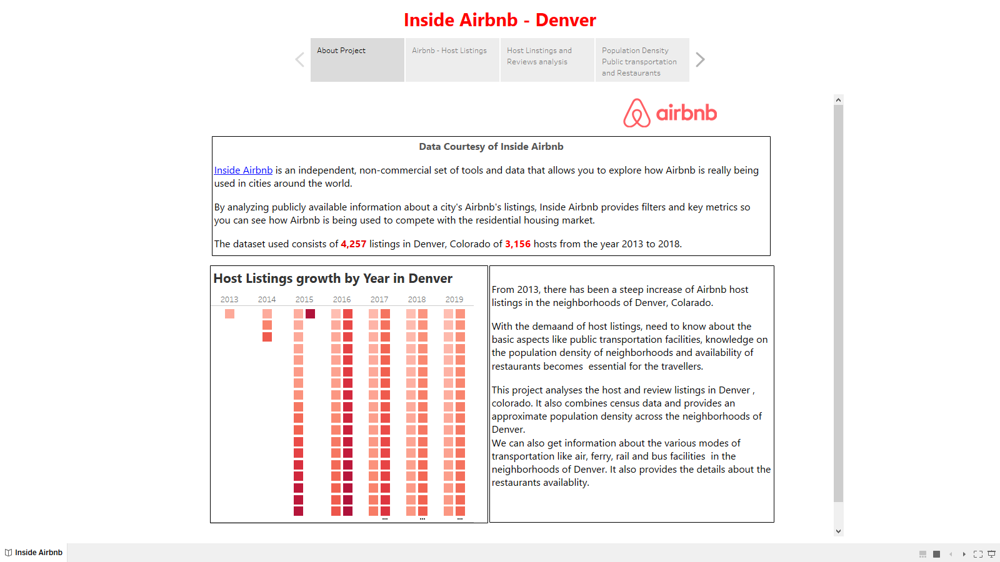 Inside Airbnb - Denver
About Project
Airbnb - Host Listings
Host Linstings and
Reviews analysis
Population Density
Public transportation
and Restaurants
airbnb
Data Courtesy of Inside Airbnb
Inside Airbnb is an independent, non-commercial set of tools and data that allows you to explore how Airbnb is really being
used in cities around the world.
By analyzing publicly available information about a city's Airbnb's listings, Inside Airbnb provides filters and key metrics so
you can see how Airbnb is being used to compete with the residential housing market.
The dataset used consists of 4,257 listings in Denver, Colorado of 3,156 hosts from the year 2013 to 2018.
Host Listings growth by Year in Denver
2013 2014 2015 2016 2017 2018 2019
... ... ...
From 2013, there has been a steep increase of Airbnb host
listings in the neighborhoods of Denver, Colarado.
With the demaand of host listings, need to know about the
basic aspects like public transportation facilities, knowledge on
the population density of neighborhoods and availability of
restaurants becomes  essential for the travellers.
This project analyses the host and review listings in Denver ,
colorado. It also combines census data and provides an
approximate population density across the neighborhoods of
Denver.
We can also get information about the various modes of
transportation like air, ferry, rail and bus facilities  in the
neighborhoods of Denver. It also provides the details about the
restaurants availablity.
Inside Airbnb